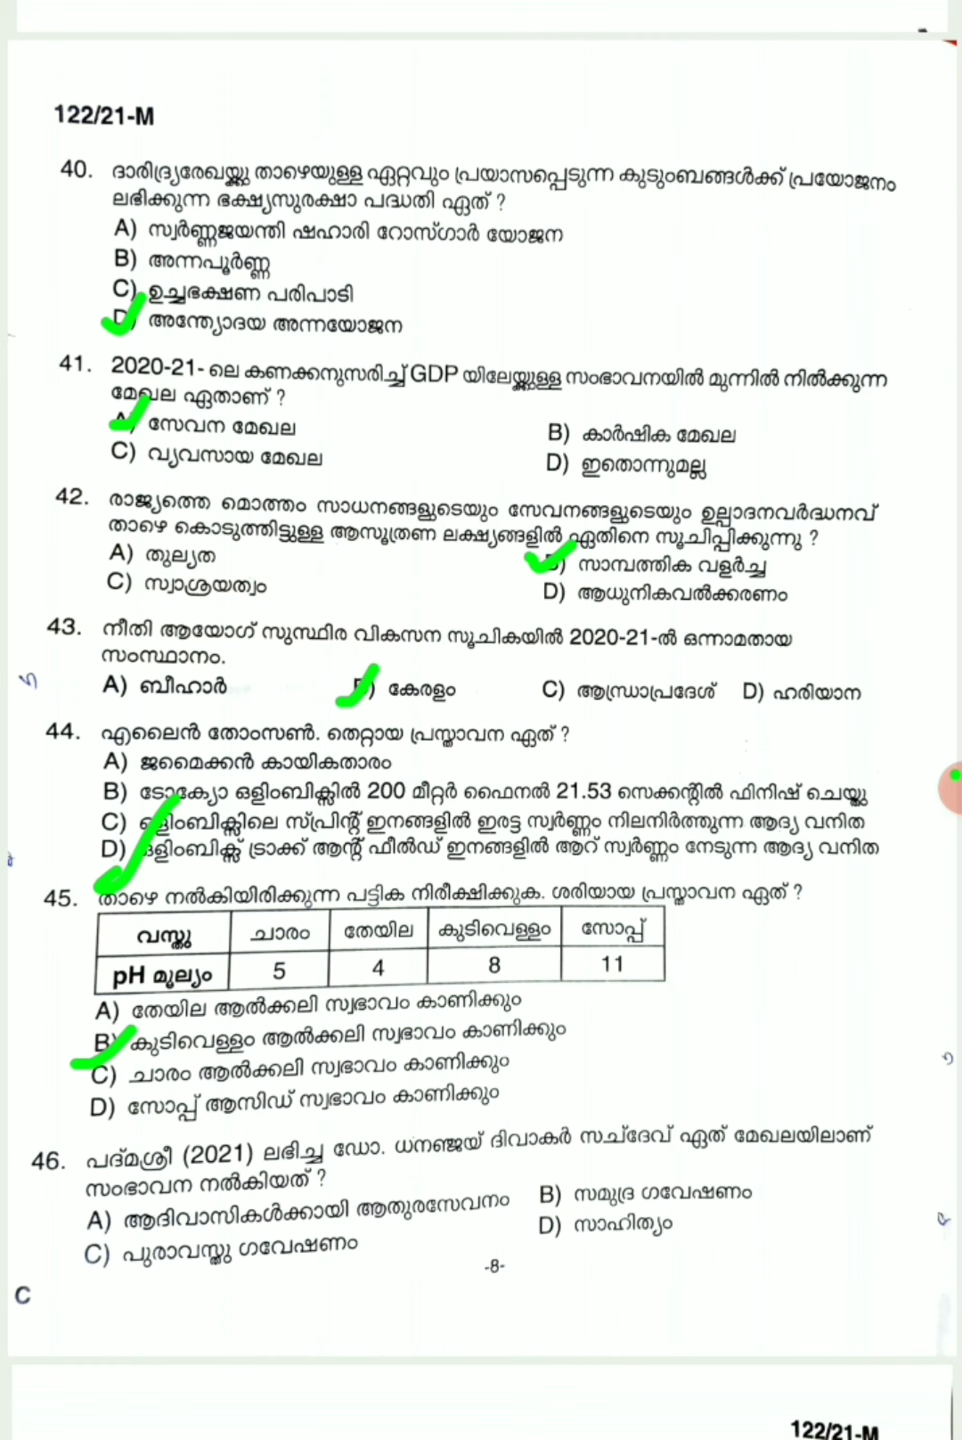 122/21-M
40. ദാരിദ്ര്യരേഖയ്ക്കു താഴെയുള്ള ഏറ്റവും പ്രയാസപ്പെടുന്ന കുടുംബങ്ങൾക്ക് പ്രയോജനം
ലഭിക്കുന്ന ഭക്ഷ്യസുരക്ഷാ പദ്ധതി ഏത് ?
A) സ്വർണ്ണജയന്തി ഷഹാരി റോസ്ഗാർ യോജന
B) അന്നപൂർണ്ണ
C) ഉച്ചഭക്ഷണ പരിപാടി
D) അന്ത്യോദയ അന്നയോജന
41. 2020-21- ലെ കണക്കനുസരിച്ച് GDP യിലേയ്ക്കുള്ള സംഭാവനയിൽ മുന്നിൽ നിൽക്കുന്ന
മേഖല ഏതാണ് ?
A) സേവന മേഖല B) കാർഷിക മേഖല
C) വ്യവസായ മേഖല D) ഇതൊന്നുമല്ല
42. രാജ്യത്തെ മൊത്തം സാധനങ്ങളുടെയും സേവനങ്ങളുടെയും ഉല്പാദനവർദ്ധനവ്
താഴെ കൊടുത്തിട്ടുള്ള ആസൂത്രണ ലക്ഷ്യങ്ങളിൽ ഏതിനെ സൂചിപ്പിക്കുന്നു ?
A) തുല്യത B) സാമ്പത്തിക വളർച്ച
C) സ്വാശ്രയത്വം D) ആധുനികവൽക്കരണം
43. നീതി ആയോഗ് സുസ്ഥിര വികസന സൂചികയിൽ 2020-21-ൽ ഒന്നാമതായ
സംസ്ഥാനം.
A) ബീഹാർ B) കേരളം C) ആന്ധ്രാപ്രദേശ് D) ഹരിയാന
44. എലൈൻ തോംസൺ. തെറ്റായ പ്രസ്താവന ഏത് ?
A) ജമൈക്കൻ കായികതാരം
B) ടോക്യോ ഒളിംബിക്സിൽ 200 മീറ്റർ ഫൈനൽ 21.53 സെക്കന്റിൽ ഫിനിഷ് ചെയ്തു
C) ഒളിംബിക്സിലെ സ്പ്രിന്റ് ഇനങ്ങളിൽ ഇരട്ട സ്വർണ്ണം നിലനിർത്തുന്ന ആദ്യ വനിത
D) ഒളിംബിക്സ് ട്രാക്ക് ആന്റ് ഫീൽഡ് ഇനങ്ങളിൽ ആറ് സ്വർണ്ണം നേടുന്ന ആദ്യ വനിത
45. താഴെ നൽകിയിരിക്കുന്ന പട്ടിക നിരീക്ഷിക്കുക. ശരിയായ പ്രസ്താവന ഏത് ?
വസ്തു ചാരം തേയില കുടിവെള്ളം സോപ്പ്
pH മൂല്യം 5 4 8 11
A) തേയില ആൽക്കലി സ്വഭാവം കാണിക്കും
B) കുടിവെള്ളം ആൽക്കലി സ്വഭാവം കാണിക്കും
C) ചാരം ആൽക്കലി സ്വഭാവം കാണിക്കും
D) സോപ്പ് ആസിഡ് സ്വഭാവം കാണിക്കും
46. പദ്മശ്രീ (2021) ലഭിച്ച ഡോ. ധനഞ്ജയ് ദിവാകർ സച്ദേവ് ഏത് മേഖലയിലാണ്
സംഭാവന നൽകിയത് ?
A) ആദിവാസികൾക്കായി ആതുരസേവനം B) സമുദ്ര ഗവേഷണം
C) പുരാവസ്തു ഗവേഷണം D) സാഹിത്യം
-8-
C
122/21-M